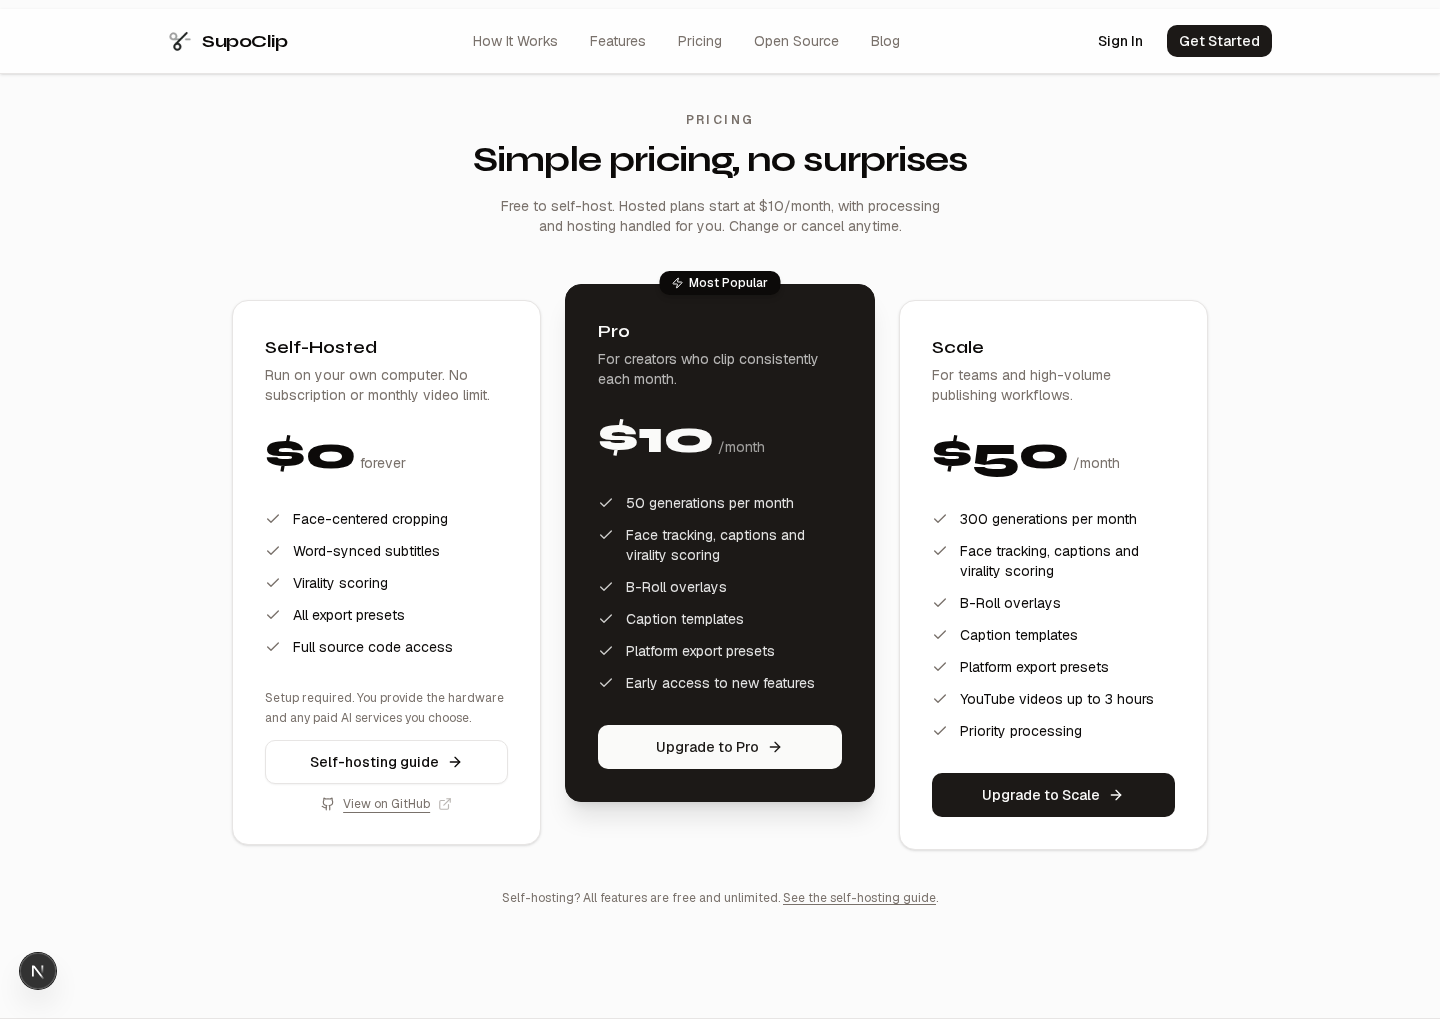 SupoClip
How It Works
Features
Pricing
Open Source
Blog
Sign In
Get Started
PRICING
Simple pricing, no surprises
Free to self-host. Hosted plans start at $10/month, with processing
and hosting handled for you. Change or cancel anytime.
Self-Hosted
Run on your own computer. No
subscription or monthly video limit.
$0 forever
Face-centered cropping
Word-synced subtitles
Virality scoring
All export presets
Full source code access
Setup required. You provide the hardware
and any paid AI services you choose.
Self-hosting guide
View on GitHub
Most Popular
Pro
For creators who clip consistently
each month.
$10 /month
50 generations per month
Face tracking, captions and
virality scoring
B-Roll overlays
Caption templates
Platform export presets
Early access to new features
Upgrade to Pro
Scale
For teams and high-volume
publishing workflows.
$50 /month
300 generations per month
Face tracking, captions and
virality scoring
B-Roll overlays
Caption templates
Platform export presets
YouTube videos up to 3 hours
Priority processing
Upgrade to Scale
Self-hosting? All features are free and unlimited. See the self-hosting guide.
N